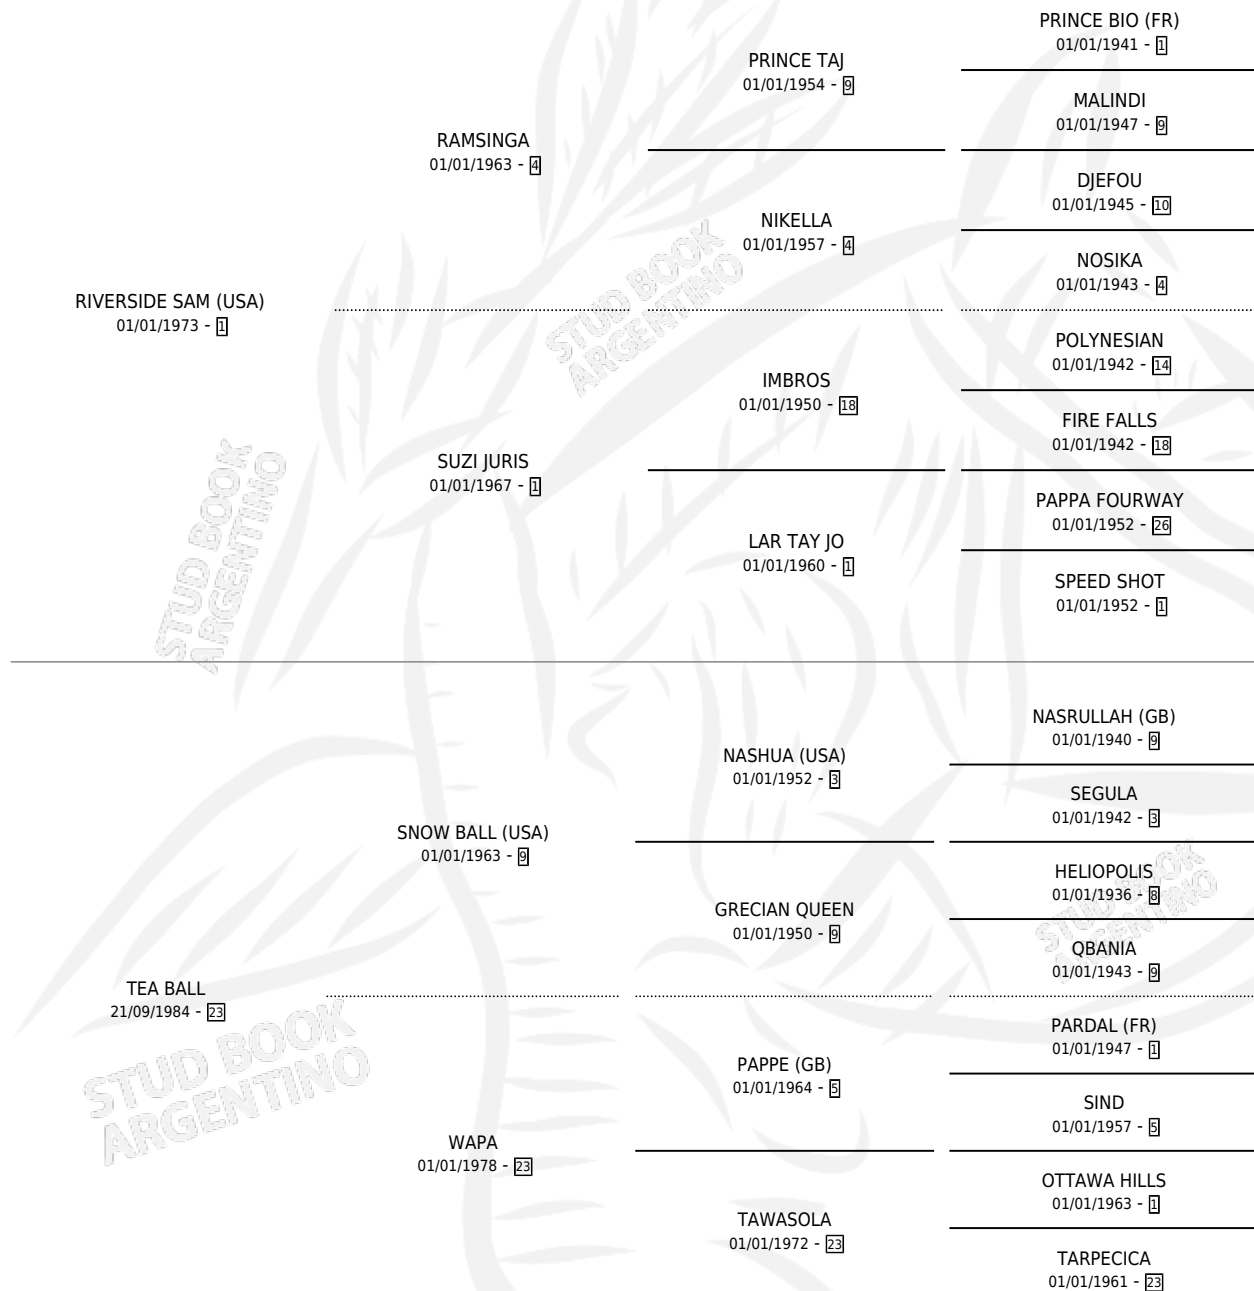 PRINCE BIO (FR)
01/01/1941 - 1
PRINCE TAJ
01/01/1954 - 9
MALINDI
01/01/1947 - 9
RAMSINGA
01/01/1963 - 4
DJEFOU
01/01/1945 - 10
NIKELLA
01/01/1957 - 4
NOSIKA
01/01/1943 - 4
RIVERSIDE SAM (USA)
01/01/1973 - 1
POLYNESIAN
01/01/1942 - 14
IMBROS
01/01/1950 - 18
FIRE FALLS
01/01/1942 - 18
SUZI JURIS
01/01/1967 - 1
PAPPA FOURWAY
01/01/1952 - 26
LAR TAY JO
01/01/1960 - 1
SPEED SHOT
01/01/1952 - 1
STUD BOOK
ARGENTINO
STUD BOOK
ARGENTINO
NASRULLAH (GB)
01/01/1940 - 9
NASHUA (USA)
01/01/1952 - 3
SEGULA
01/01/1942 - 3
SNOW BALL (USA)
01/01/1963 - 9
HELIOPOLIS
01/01/1936 - 8
GRECIAN QUEEN
01/01/1950 - 9
QBANIA
01/01/1943 - 9
TEA BALL
21/09/1984 - 23
PARDAL (FR)
01/01/1947 - 1
PAPPE (GB)
01/01/1964 - 5
SIND
01/01/1957 - 5
WAPA
01/01/1978 - 23
OTTAWA HILLS
01/01/1963 - 1
TAWASOLA
01/01/1972 - 23
TARPECICA
01/01/1961 - 23
STUD BOOK
ARGENTINO
STUD BOOK
ARGENTINO